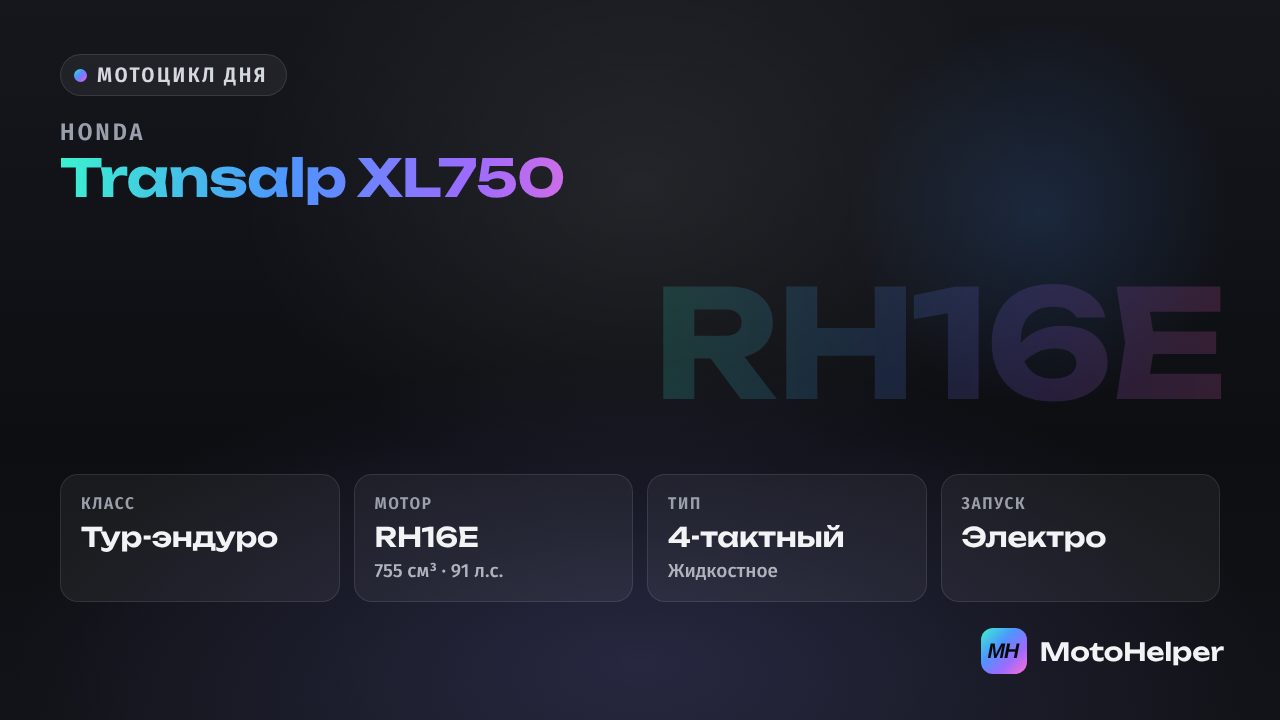 МОТОЦИКЛ ДНЯ
HONDA
Transalp XL750
RH16E
КЛАСС
Тур-эндуро
МОТОР
RH16E
755 см³ · 91 л.с.
ТИП
4-тактный
Жидкостное
ЗАПУСК
Электро
MH MotoHelper